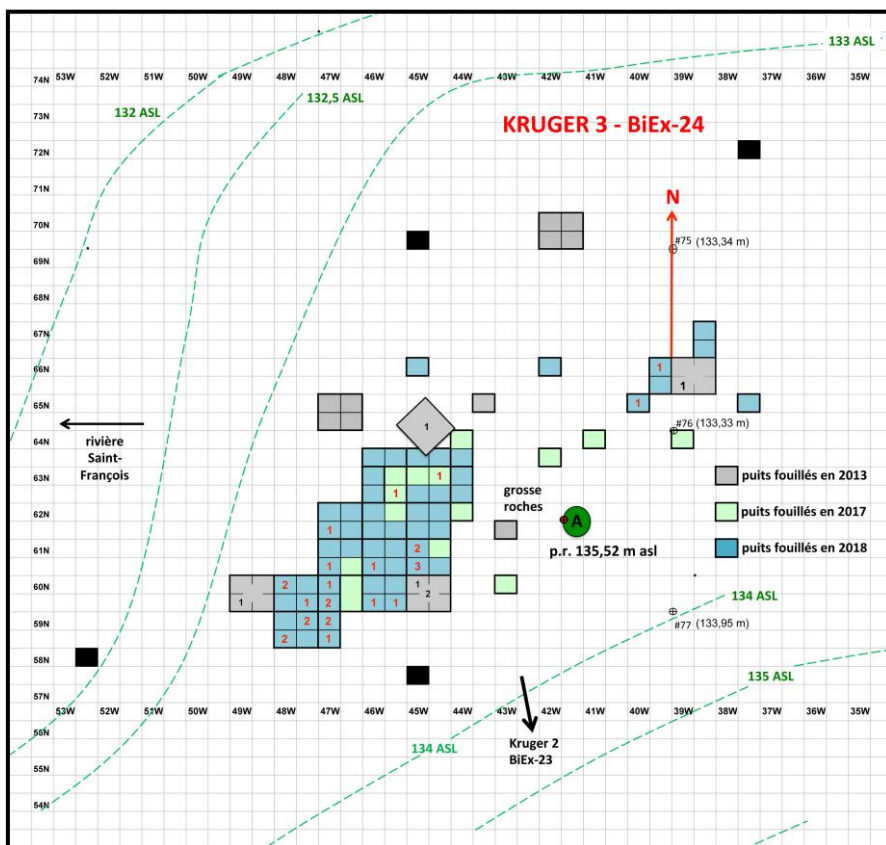 133 ASL
53W 52W 51W 50W 49W 48W 47W 46W 45W 44W 43W 42W 41W 40W 39W 38W 37W 36W 35W
74N
132,5 ASL
132 ASL
73N
KRUGER 3 - BiEx-24
72N
71N
N
70N
#75 (133,34 m)
69N
68N
67N
66N
1
1
65N
1
1
#76 (133,33 m)
64N
rivière
Saint-
François
63N
1
1
grosse
roches
puits fouillés en 2013
62N
puits fouillés en 2017
1
A
61N
2
p.r. 135,52 m asl
puits fouillés en 2018
1 1 3
60N
2 1 1
134 ASL
1 1 2 1 1 2
59N
2 2
#77 (133,95 m)
2 1
58N
57N
135 ASL
53W 52W 51W 50W 49W 48W 47W 46W 45W 44W 43W 42W 41W 40W 39W 38W 37W 36W 35W
56N
134 ASL
Kruger 2
BiEx-23
55N
54N